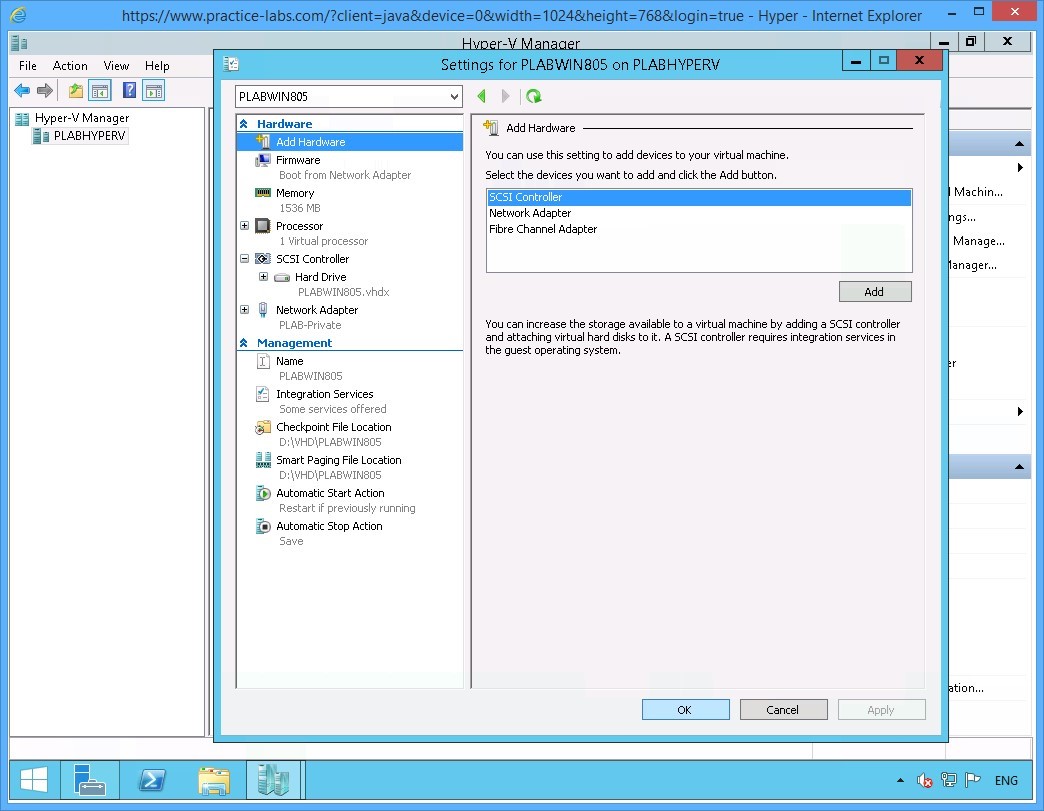 https://www.practice-labs.com/?client=java&device=0&width=1024&height=768&login=true - Hyper - Internet Explorer
Hyper-V Manager
File Action View Help
Hyper-V Manager
PLABHYPERV
Settings for PLABWIN805 on PLABHYPERV
PLABWIN805
Hardware
Add Hardware
Firmware
Boot from Network Adapter
Memory
1536 MB
Processor
1 Virtual processor
SCSI Controller
Hard Drive
PLABWIN805.vhdx
Network Adapter
PLAB-Private
Management
Name
PLABWIN805
Integration Services
Some services offered
Checkpoint File Location
D:\VHD\PLABWIN805
Smart Paging File Location
D:\VHD\PLABWIN805
Automatic Start Action
Restart if previously running
Automatic Stop Action
Save
Add Hardware
You can use this setting to add devices to your virtual machine.
Select the devices you want to add and click the Add button.
SCSI Controller
Network Adapter
Fibre Channel Adapter
Add
You can increase the storage available to a virtual machine by adding a SCSI controller
and attaching virtual hard disks to it. A SCSI controller requires integration services in
the guest operating system.
OK Cancel Apply
l Machin...
ngs...
Manage...
Manager...
er
ation...
ENG